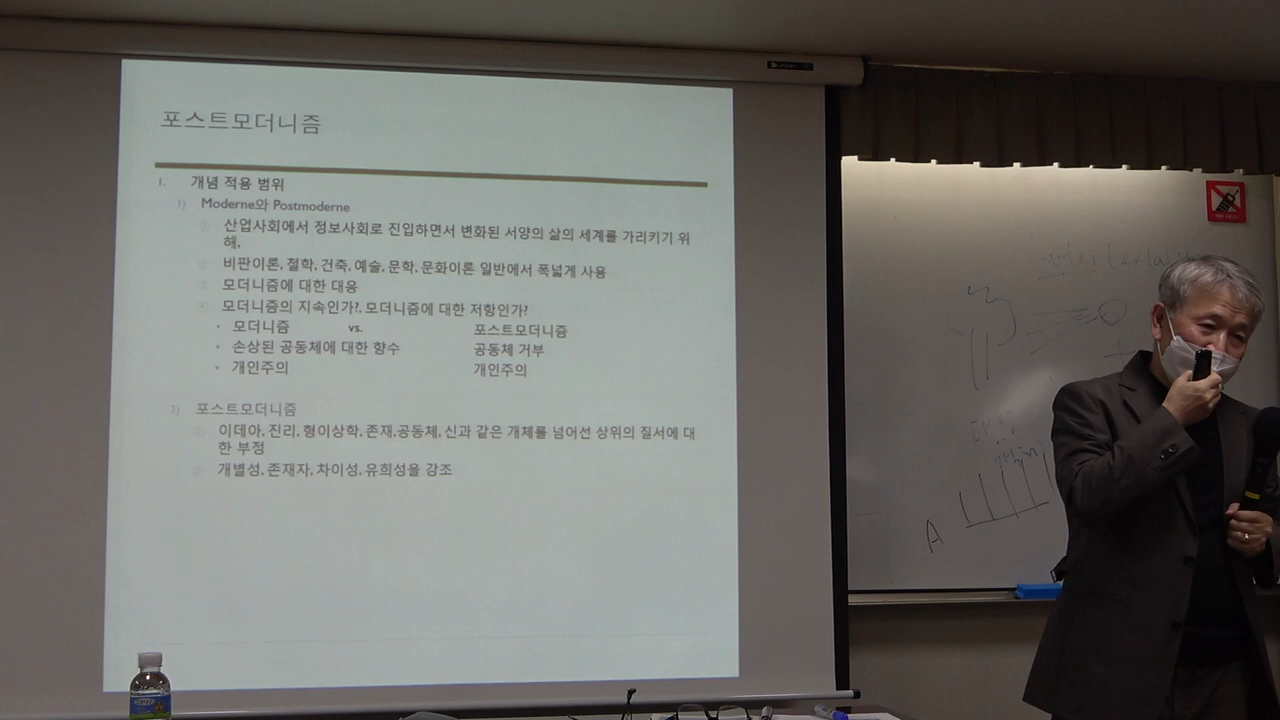 포스트모더니즘
1. 개념 적용 범위
1) Moderne와 Postmoderne
① 산업사회에서 정보사회로 진입하면서 변화된 서양의 삶의 세계를 가리키기 위
해,
② 비판이론, 철학, 건축, 예술, 문학, 문화이론 일반에서 폭넓게 사용
③ 모더니즘에 대한 대응
④ 모더니즘의 지속인가?, 모더니즘에 대한 저항인가?
• 모더니즘 vs. 포스트모더니즘
• 손상된 공동체에 대한 향수 공동체 거부
• 개인주의 개인주의
2) 포스트모더니즘
① 이데아, 진리, 형이상학, 존재,공동체, 신과 같은 개체를 넘어선 상위의 질서에 대
한 부정
② 개별성, 존재자, 차이성, 유희성을 강조
A